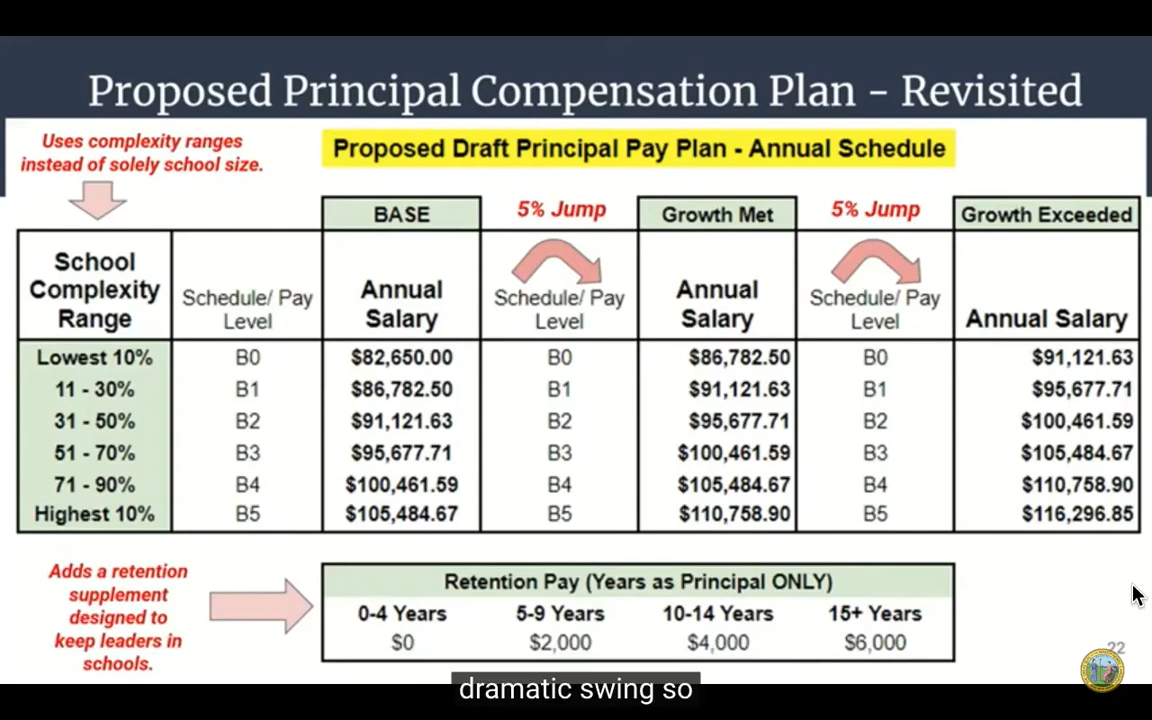 Proposed Principal Compensation Plan - Revisited
Uses complexity ranges
instead of solely school size.
Proposed Draft Principal Pay Plan - Annual Schedule
BASE 5% Jump Growth Met 5% Jump Growth Exceeded
School
Complexity
Range
Schedule/ Pay
Level
Annual
Salary
Schedule/ Pay
Level
Annual
Salary
Schedule/ Pay
Level
Annual Salary
Lowest 10% B0 $82,650.00 B0 $86,782.50 B0 $91,121.63
11 - 30% B1 $86,782.50 B1 $91,121.63 B1 $95,677.71
31 - 50% B2 $91,121.63 B2 $95,677.71 B2 $100,461.59
51 - 70% B3 $95,677.71 B3 $100,461.59 B3 $105,484.67
71 - 90% B4 $100,461.59 B4 $105,484.67 B4 $110,758.90
Highest 10% B5 $105,484.67 B5 $110,758.90 B5 $116,296.85
Adds a retention
supplement
designed to
keep leaders in
schools.
Retention Pay (Years as Principal ONLY)
0-4 Years 5-9 Years 10-14 Years 15+ Years
$0 $2,000 $4,000 $6,000
22
dramatic swing so